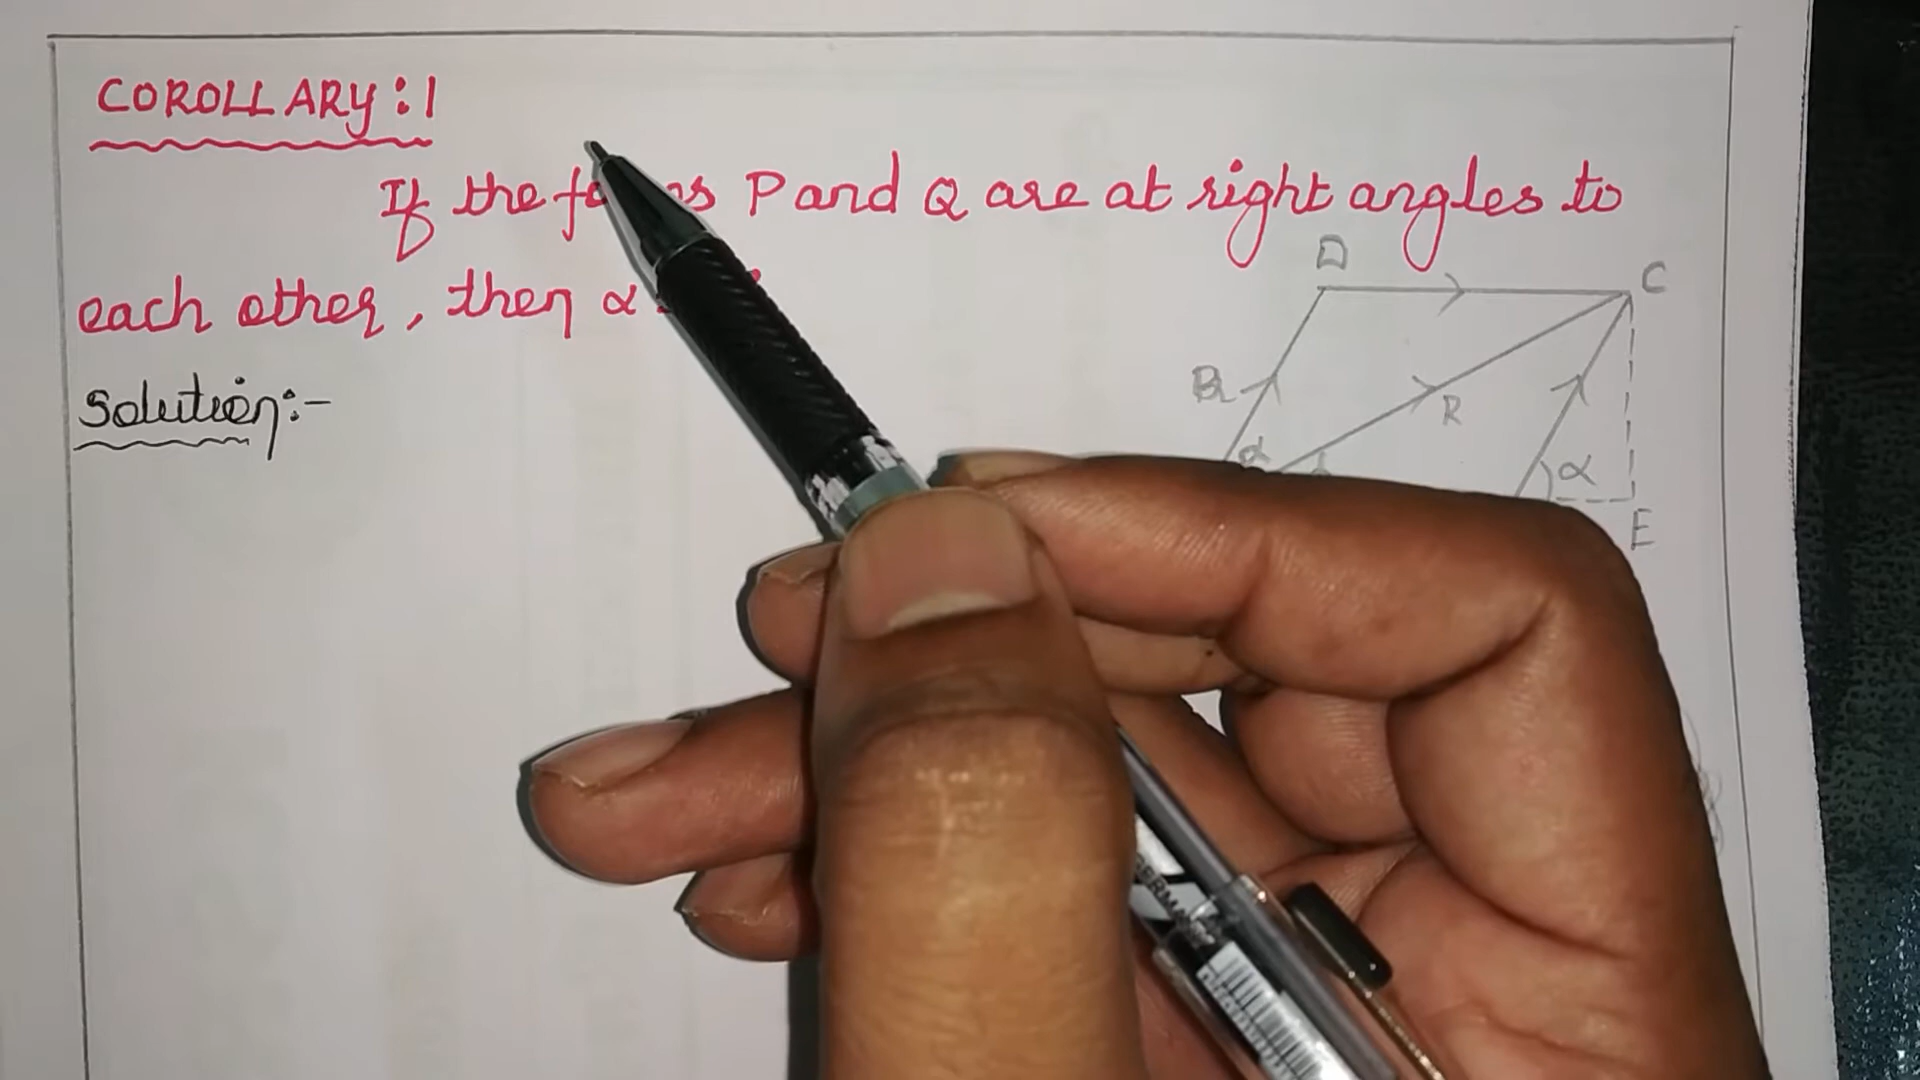 COROLLARY : 1
If the P and Q are at right angles to
each other, then α
Solution:-
D
C
R
α
α
E